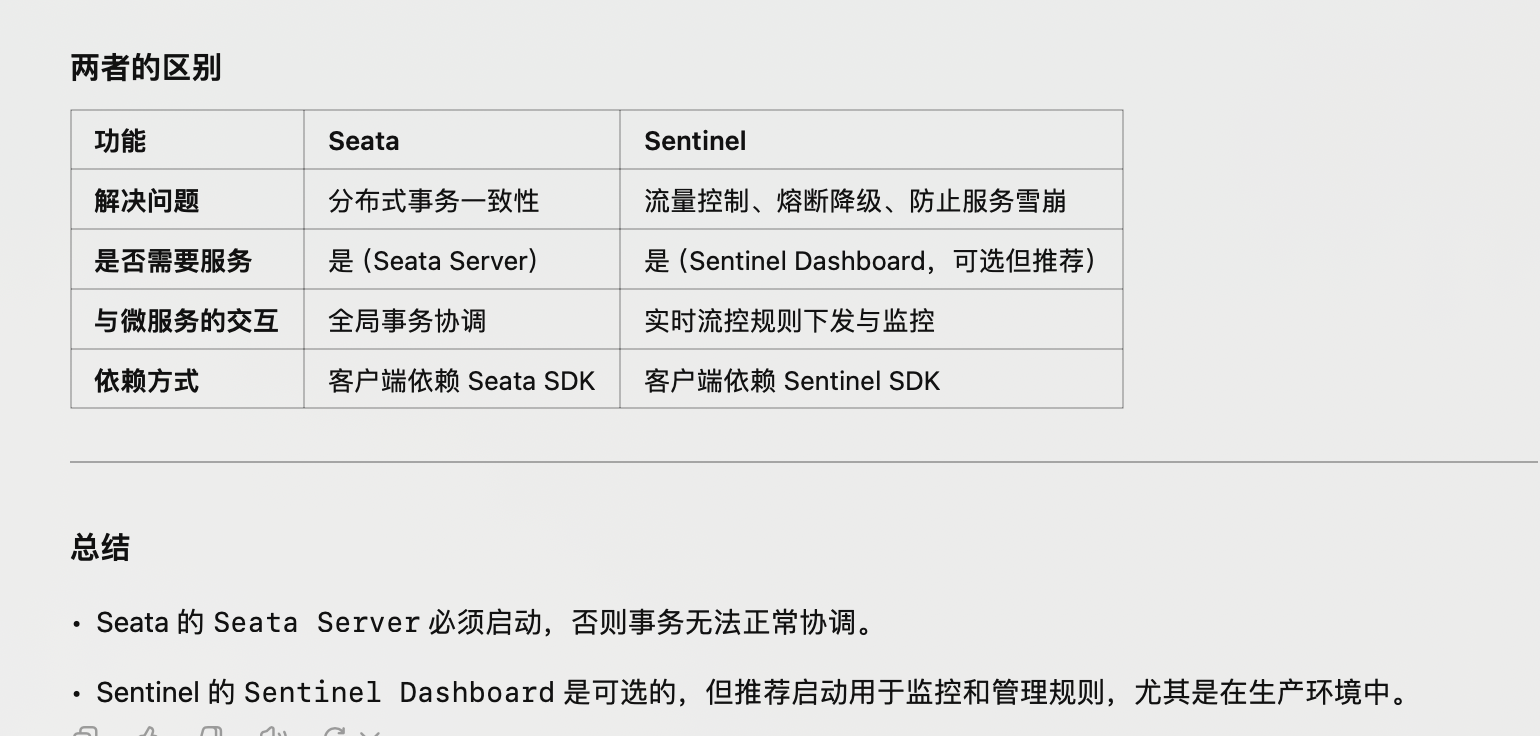 两者的区别
功能 Seata Sentinel
解决问题 分布式事务一致性 流量控制、熔断降级、防止服务雪崩
是否需要服务 是（Seata Server） 是（Sentinel Dashboard，可选但推荐）
与微服务的交互 全局事务协调 实时流控规则下发与监控
依赖方式 客户端依赖 Seata SDK 客户端依赖 Sentinel SDK
总结
• Seata 的 Seata Server 必须启动，否则事务无法正常协调。
• Sentinel 的 Sentinel Dashboard 是可选的，但推荐启动用于监控和管理规则，尤其是在生产环境中。